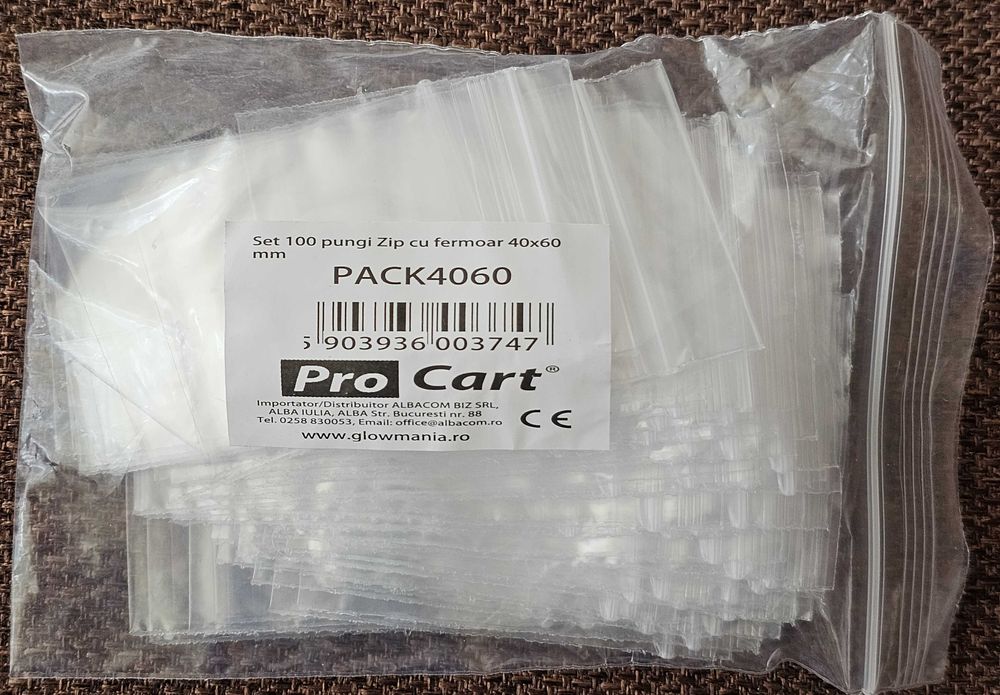 Set 100 pungi Zip cu fermoar 40x60
mm
PACK4060
5 903936 003747
Pro Cart®
Importator/Distribuitor ALBACOM BIZ SRL,
ALBA IULIA, ALBA Str. Bucuresti nr. 88
Tel. 0258 830053, Email: office@albacom.ro
CE
www.glowmania.ro